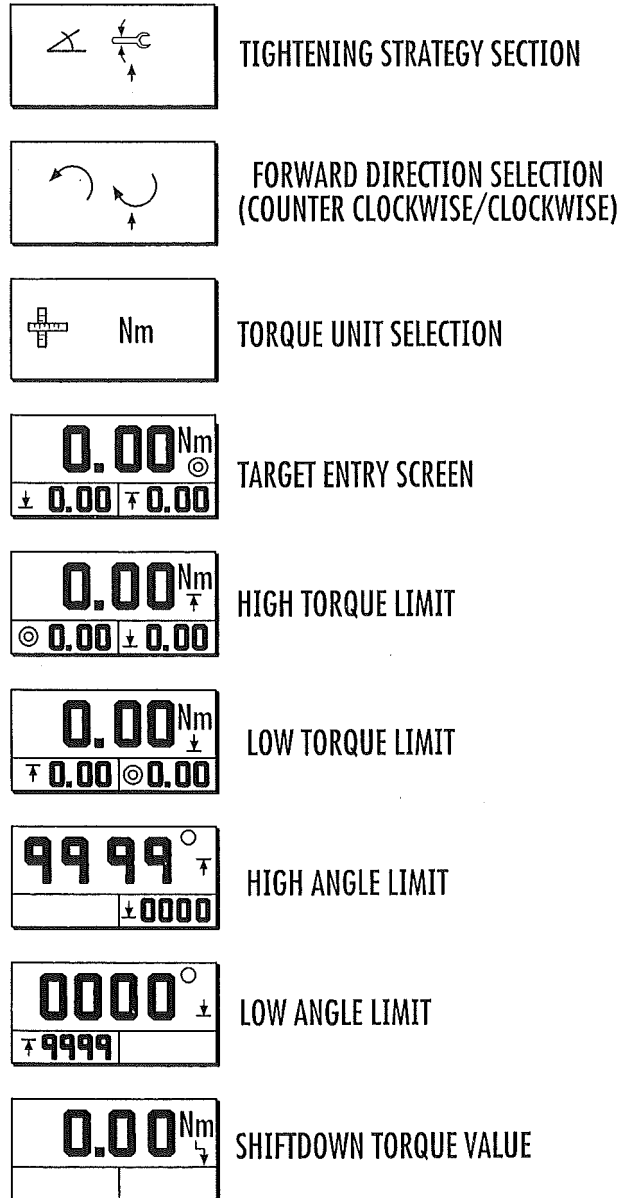 TIGHTENING STRATEGY SECTION
FORWARD DIRECTION SELECTION
(COUNTER CLOCKWISE/CLOCKWISE)
Nm
TORQUE UNIT SELECTION
0.00 Nm
0.00 0.00
TARGET ENTRY SCREEN
0.00 Nm
0.00 0.00
HIGH TORQUE LIMIT
0.00 Nm
0.00 0.00
LOW TORQUE LIMIT
9999°
0000
HIGH ANGLE LIMIT
0000°
9999
LOW ANGLE LIMIT
0.00 Nm
SHIFTDOWN TORQUE VALUE